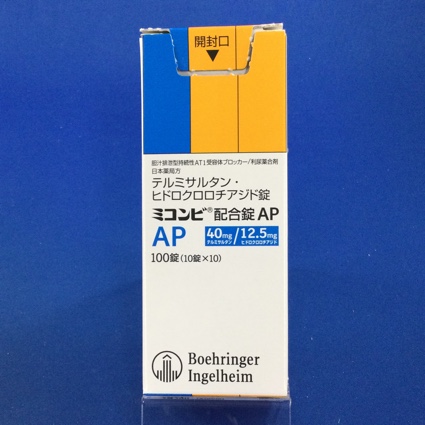 開封口
胆汁排泄型持続性AT1受容体ブロッカー/利尿薬合剤
日本薬局方
テルミサルタン・
ヒドロクロロチアジド錠
ミコンビ®配合錠AP
AP 40mg/12.5mg
テルミサルタン ヒドロクロロチアジド
100錠(10錠×10)
Boehringer
Ingelheim